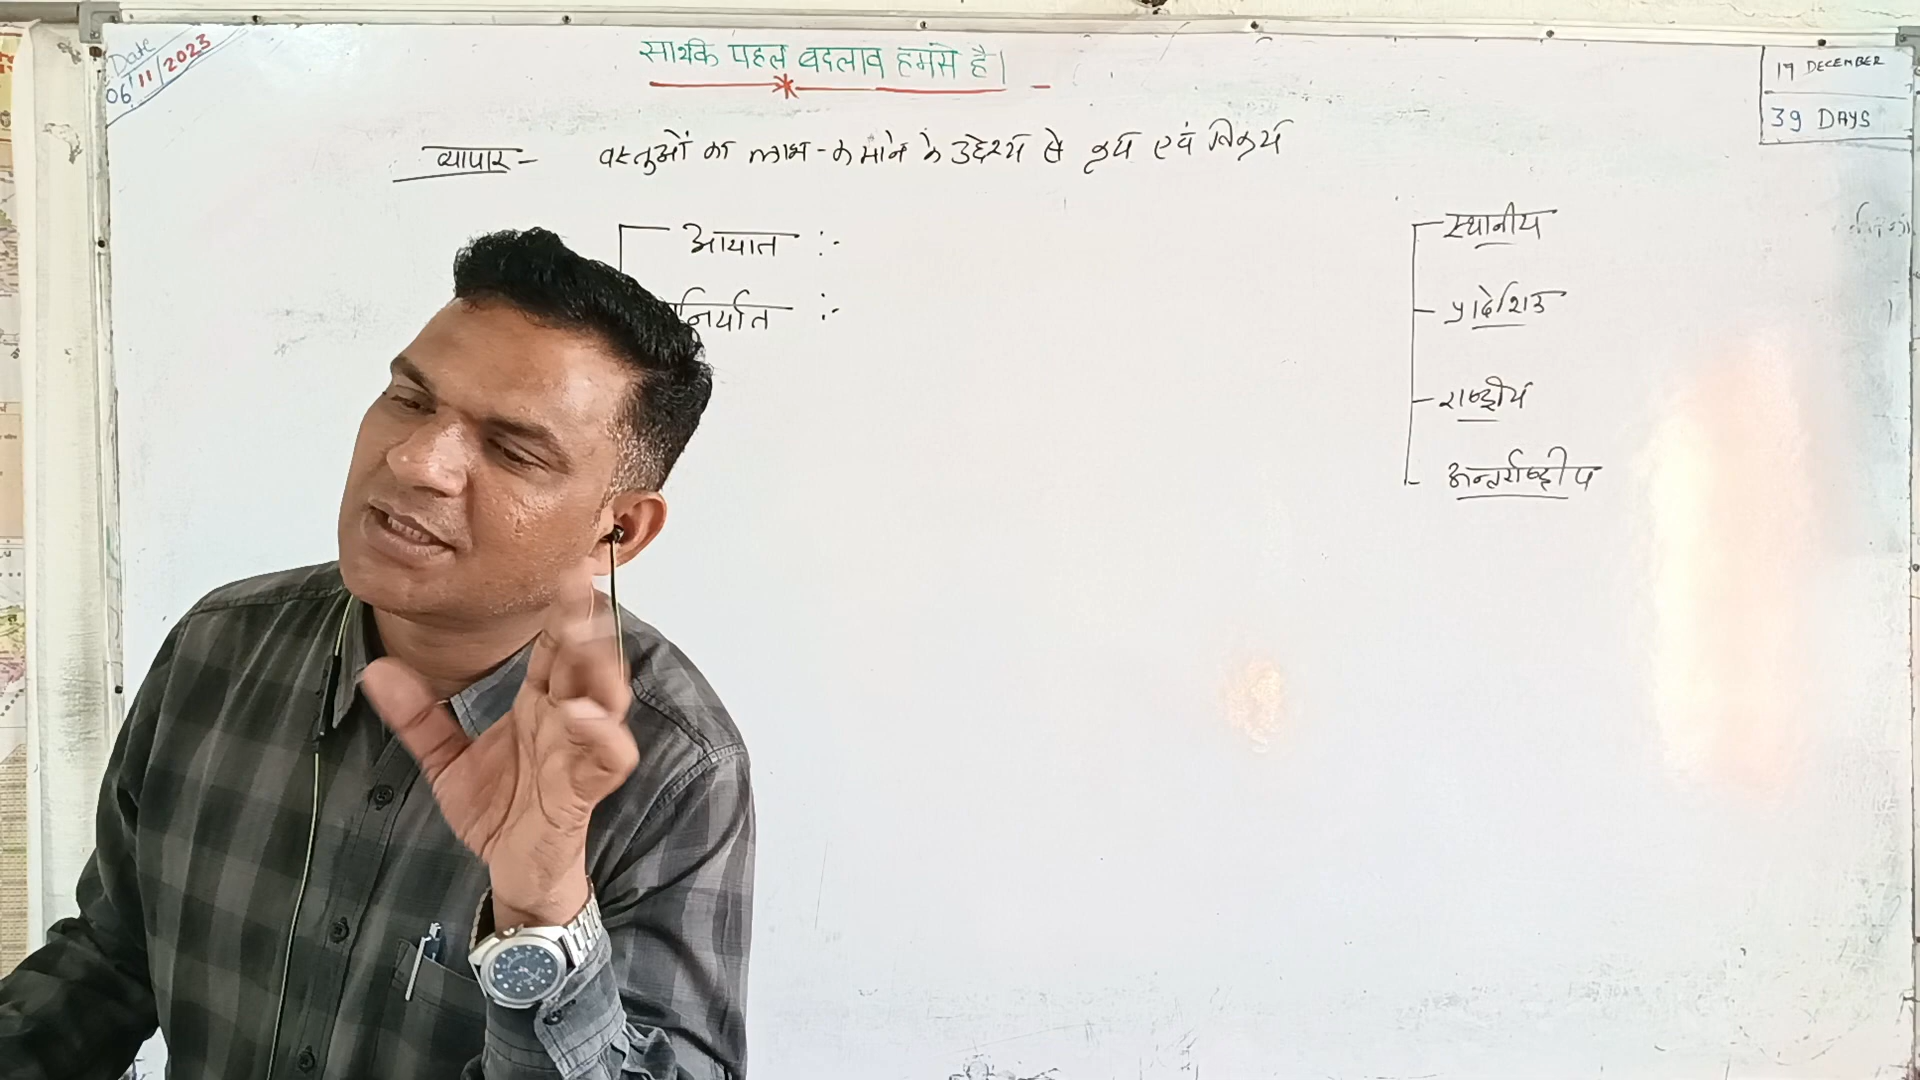 Date
06/11/2023
सार्थक पहल बदलाव हमसे है।
17 DECEMBER
39 DAYS
व्यापार - वस्तुओं का लाभ-कमाने के उद्देश्य से क्रय एवं विक्रय
आयात :-
निर्यात :-
स्थानीय
प्रादेशिक
राष्ट्रीय
अन्तर्राष्ट्रीय